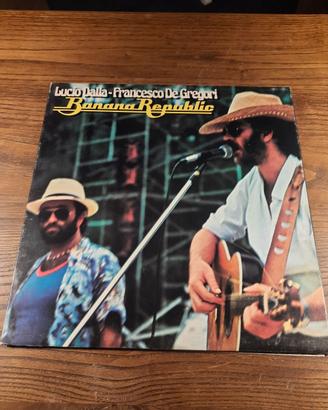 Lucio Dalla - Francesco De Gregori
Banana Republic